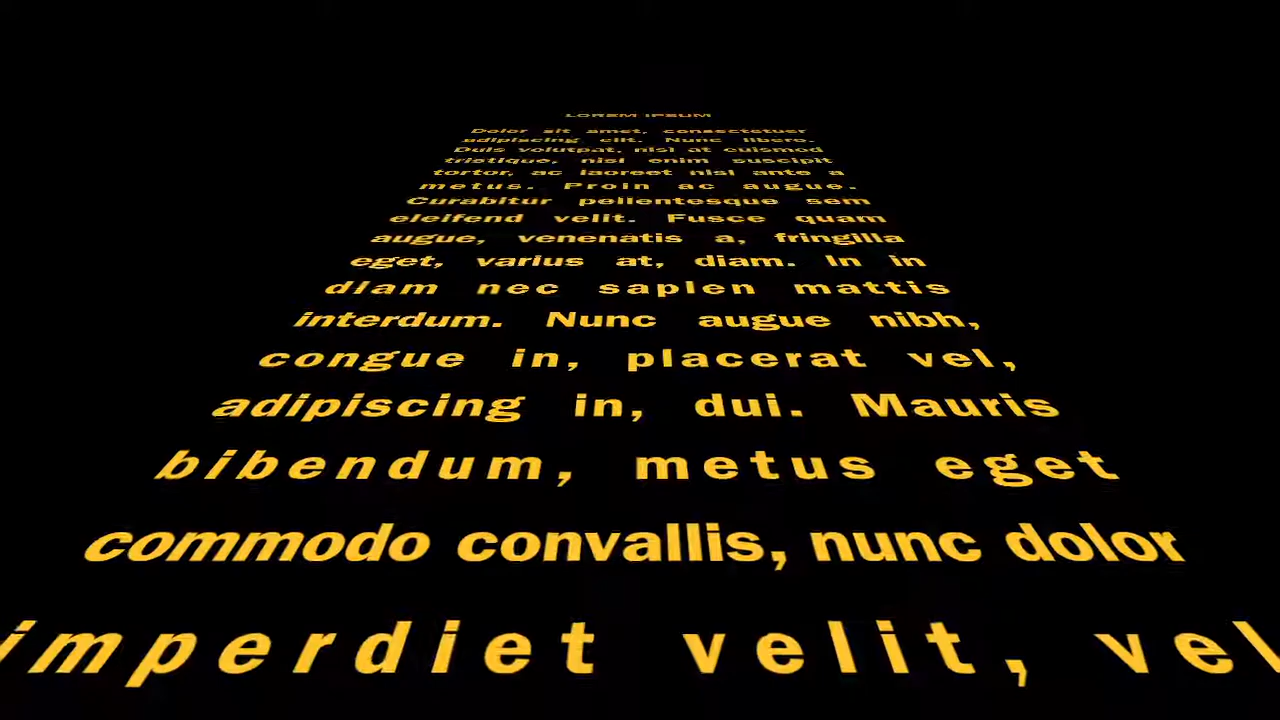 LOREM IPSUM
Dolor sit amet, consectetuer
adipiscing elit. Nunc libero.
Duis volutpat, nisl at euismod
tristique, nisl enim suscipit
tortor, ac laoreet nisl ante a
metus. Proin ac augue.
Curabitur pellentesque sem
eleifend velit. Fusce quam
augue, venenatis a, fringilla
eget, varius at, diam. In in
diam nec sapien mattis
interdum. Nunc augue nibh,
congue in, placerat vel,
adipiscing in, dui. Mauris
bibendum, metus eget
commodo convallis, nunc dolor
imperdiet velit, vel